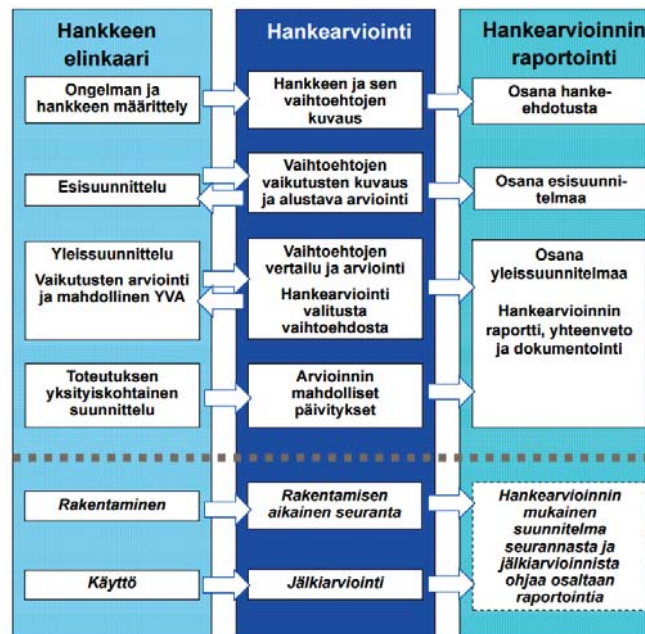 Hankkeen
elinkaari
Ongelman ja
hankkeen määrittely
Esisuunnittelu
Yleissuunnittelu
Vaikutusten arviointi
ja mahdollinen YVA
Toteutuksen
yksityiskohtainen
suunnittelu
Rakentaminen
Käyttö
Hankearviointi
Hankkeen ja sen
vaihtoehtojen
kuvaus
Vaihtoehtojen
vaikutusten kuvaus
ja alustava arviointi
Vaihtoehtojen
vertailu ja arviointi
Hankearviointi
valitusta
vaihtoehdosta
Arvioinnin
mahdolliset
päivitykset
Rakentamisen
aikainen seuranta
Jälkiarviointi
Hankearvioinnin
raportointi
Osana hanke-
ehdotusta
Osana esisuunni-
telmaa
Osana
yleissuunnitelmaa
Hankearvioinnin
raportti, yhteenveto
ja dokumentointi
Hankearvioinnin
mukainen
suunnitelma
seurannasta ja
jälkiarvioinnista
ohjaa osaltaan
raportointia